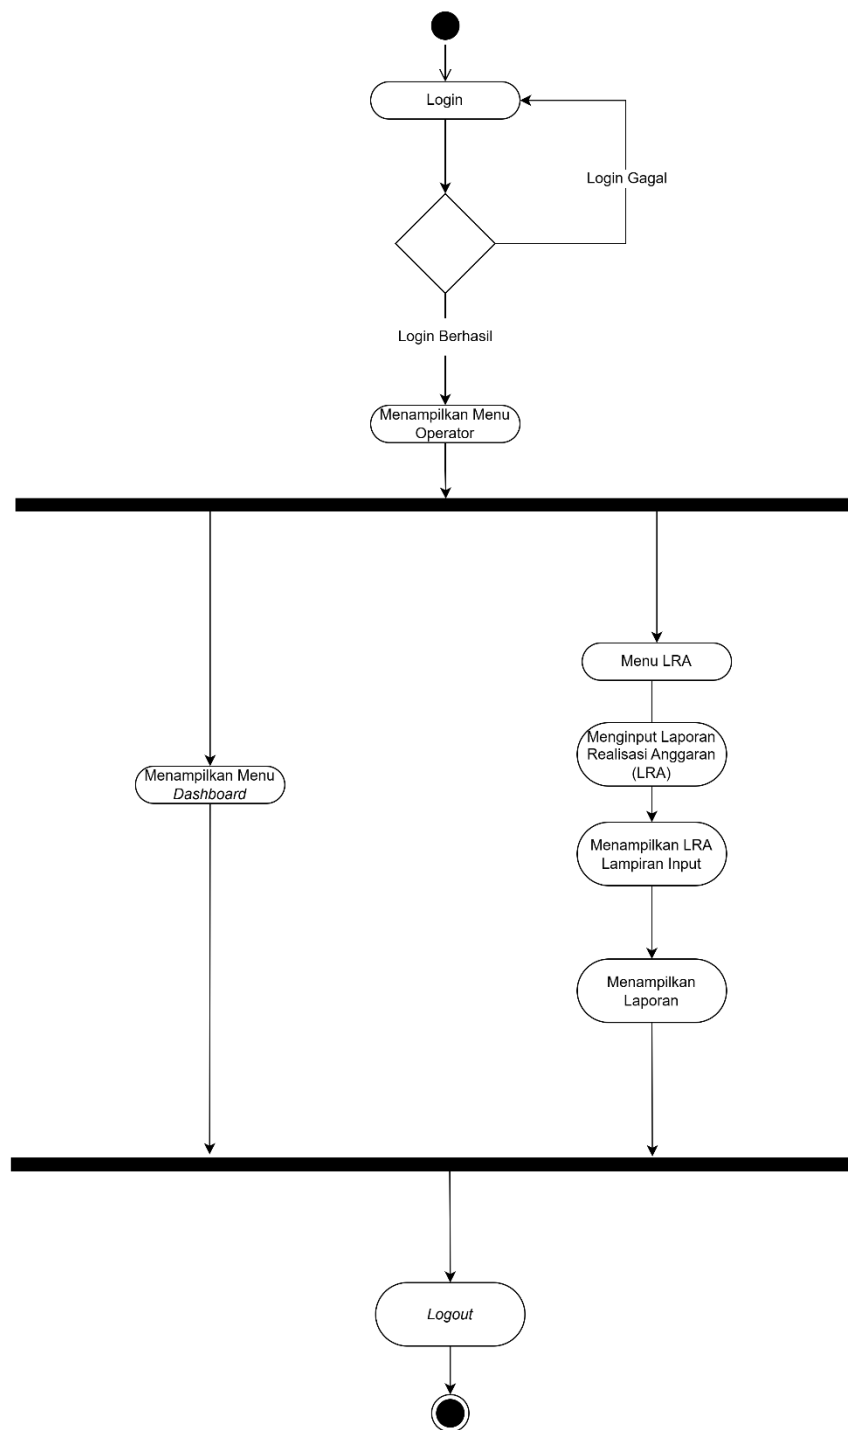 Login
Login Gagal
Login Berhasil
Menampilkan Menu
Operator
Menu LRA
Menginput Laporan
Realisasi Anggaran
(LRA)
Menampilkan Menu
Dashboard
Menampilkan LRA
Lampiran Input
Menampilkan
Laporan
Logout